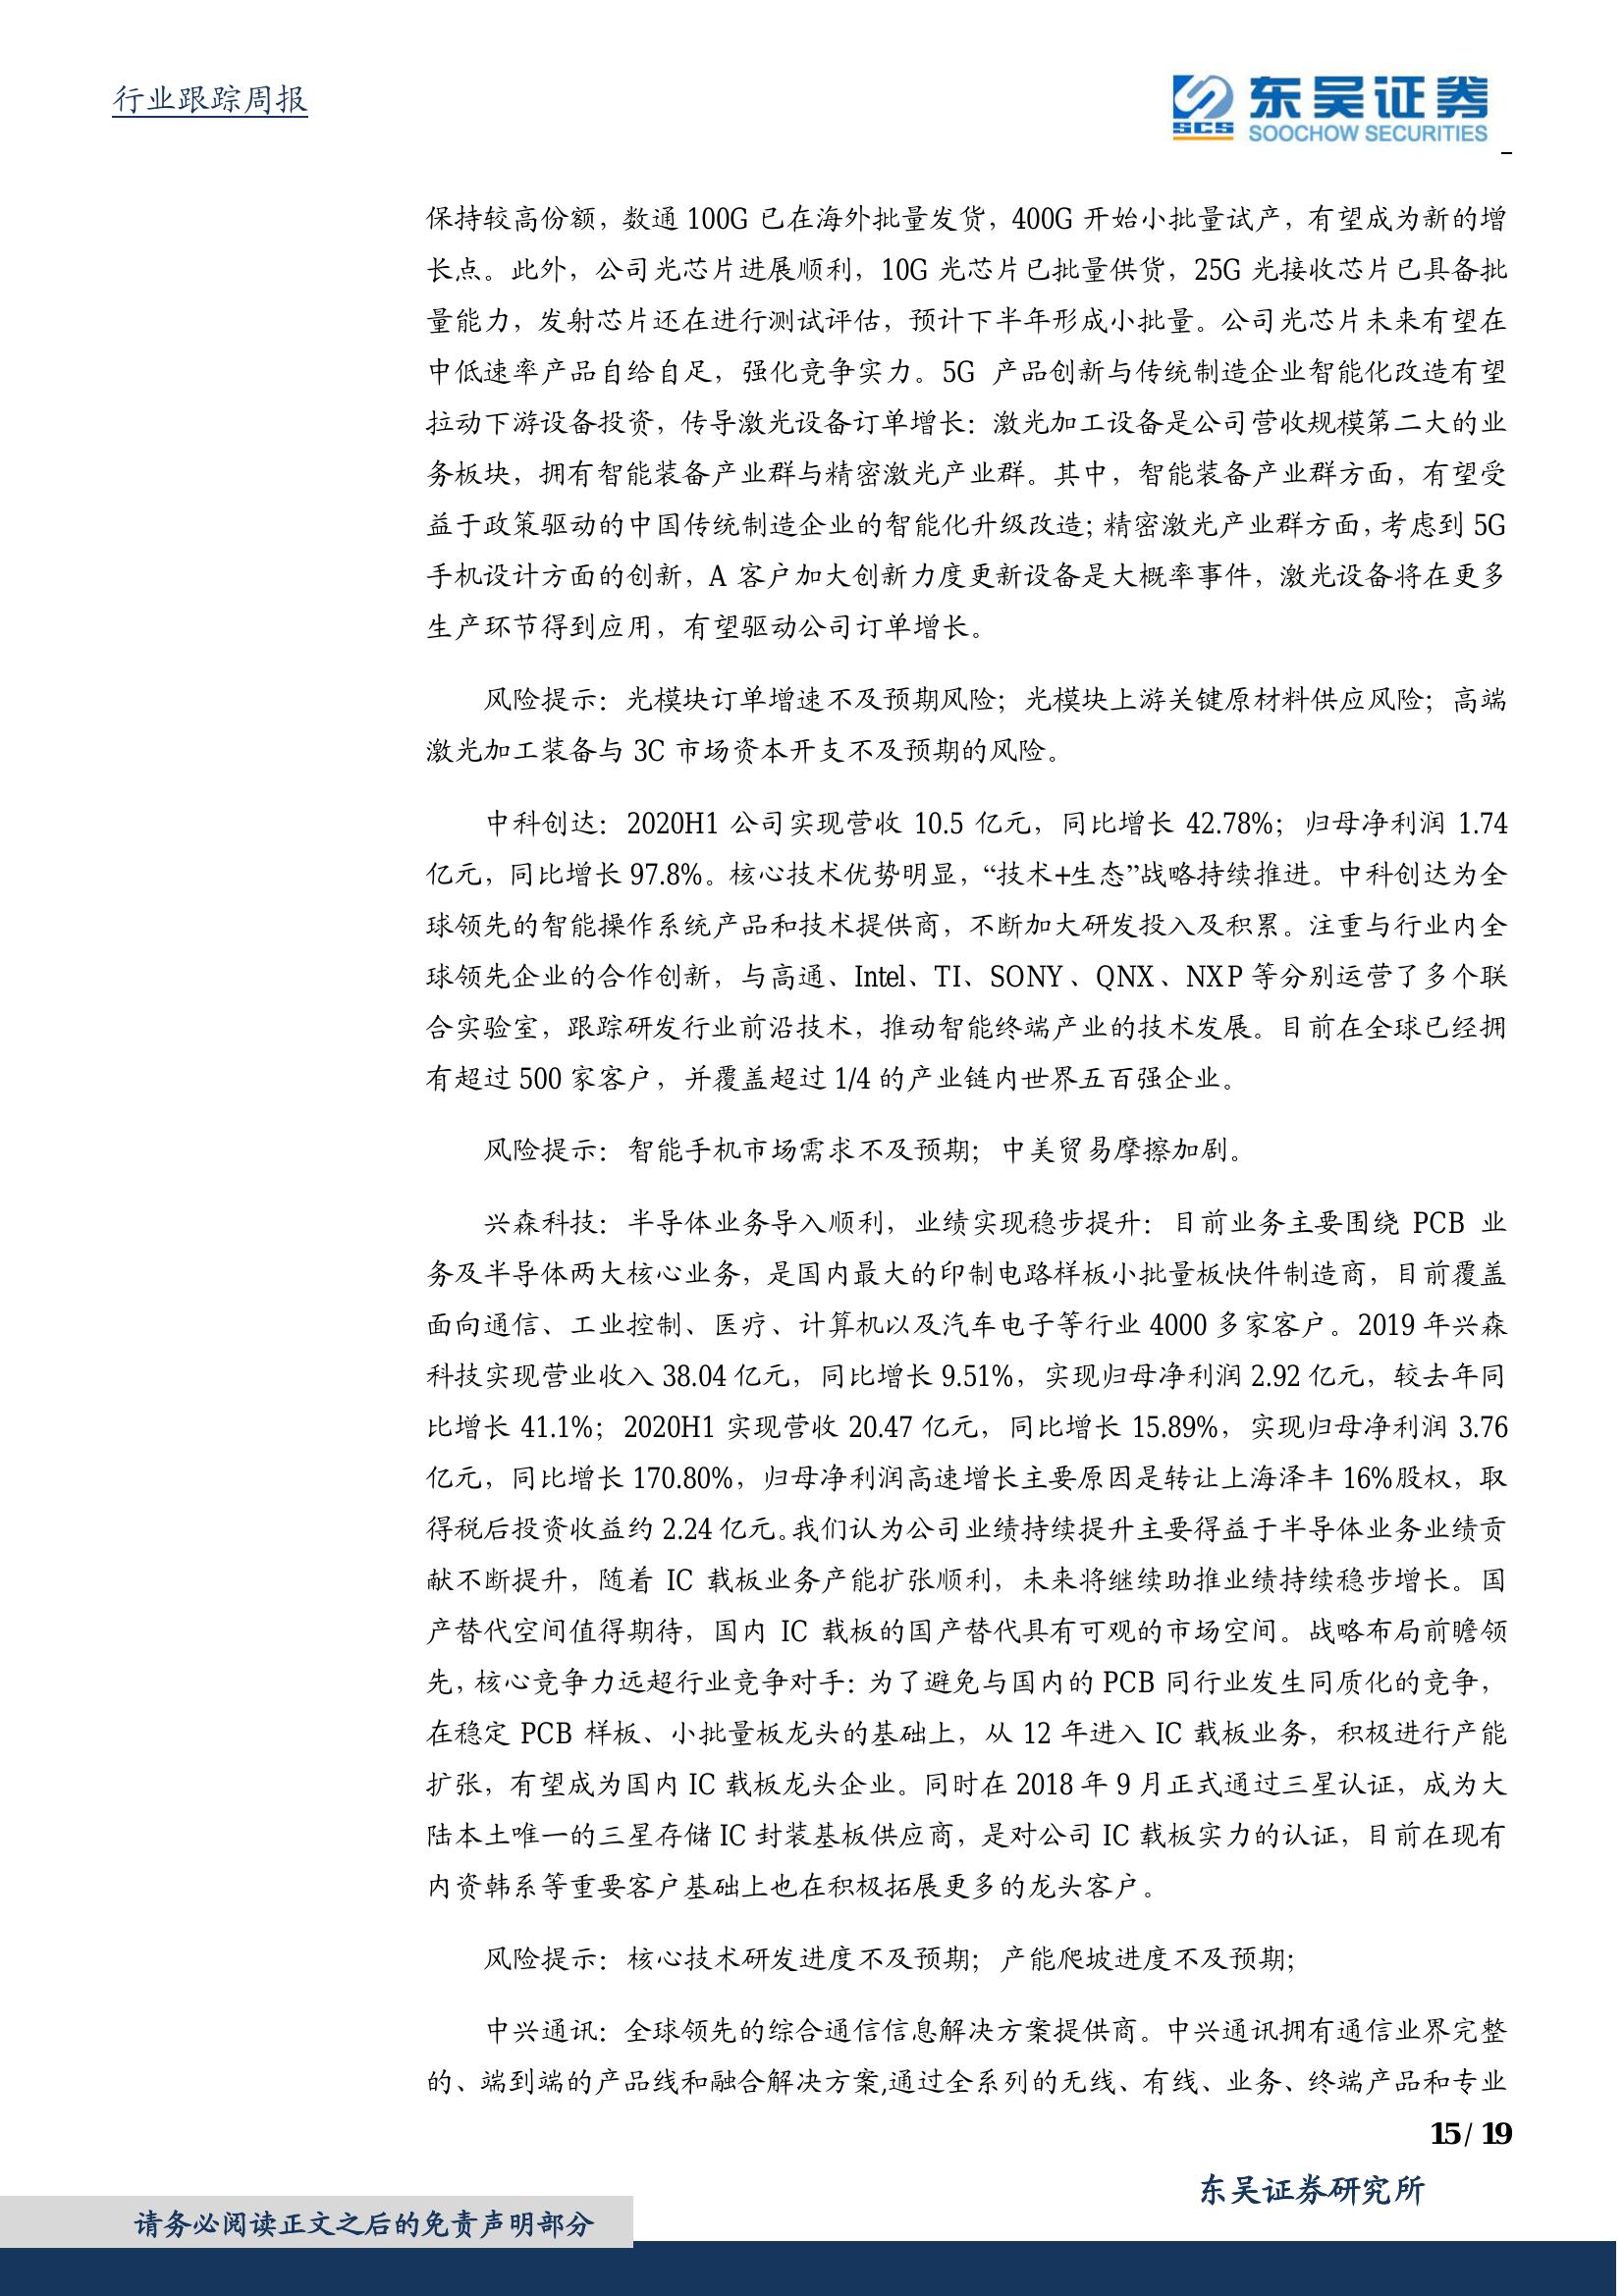 行业跟踪周报
SCS
东吴证券
SOOCHOW SECURITIES
保持较高份额，数通 100G 已在海外批量发货，400G 开始小批量试产，有望成为新的增
长点。此外，公司光芯片进展顺利，10G 光芯片已批量供货，25G 光接收芯片已具备批
量能力，发射芯片还在进行测试评估，预计下半年形成小批量。公司光芯片未来有望在
中低速率产品自给自足，强化竞争实力。5G 产品创新与传统制造企业智能化改造有望
拉动下游设备投资，传导激光设备订单增长：激光加工设备是公司营收规模第二大的业
务板块，拥有智能装备产业群与精密激光产业群。其中，智能装备产业群方面，有望受
益于政策驱动的中国传统制造企业的智能化升级改造；精密激光产业群方面，考虑到 5G
手机设计方面的创新，A 客户加大创新力度更新设备是大概率事件，激光设备将在更多
生产环节得到应用，有望驱动公司订单增长。
风险提示：光模块订单增速不及预期风险；光模块上游关键原材料供应风险；高端
激光加工装备与 3C 市场资本开支不及预期的风险。
中科创达：2020H1 公司实现营收 10.5 亿元，同比增长 42.78%；归母净利润 1.74
亿元，同比增长 97.8%。核心技术优势明显，“技术+生态”战略持续推进。中科创达为全
球领先的智能操作系统产品和技术提供商，不断加大研发投入及积累。注重与行业内全
球领先企业的合作创新，与高通、Intel、TI、SONY、QNX、NXP 等分别运营了多个联
合实验室，跟踪研发行业前沿技术，推动智能终端产业的技术发展。目前在全球已经拥
有超过 500 家客户，并覆盖超过 1/4 的产业链内世界五百强企业。
风险提示：智能手机市场需求不及预期；中美贸易摩擦加剧。
兴森科技：半导体业务导入顺利，业绩实现稳步提升：目前业务主要围绕 PCB 业
务及半导体两大核心业务，是国内最大的印制电路样板小批量板快件制造商，目前覆盖
面向通信、工业控制、医疗、计算机以及汽车电子等行业 4000 多家客户。2019 年兴森
科技实现营业收入 38.04 亿元，同比增长 9.51%，实现归母净利润 2.92 亿元，较去年同
比增长 41.1%；2020H1 实现营收 20.47 亿元，同比增长 15.89%，实现归母净利润 3.76
亿元，同比增长 170.80%，归母净利润高速增长主要原因是转让上海泽丰 16%股权，取
得税后投资收益约 2.24 亿元。我们认为公司业绩持续提升主要得益于半导体业务业绩贡
献不断提升，随着 IC 载板业务产能扩张顺利，未来将继续助推业绩持续稳步增长。国
产替代空间值得期待，国内 IC 载板的国产替代具有可观的市场空间。战略布局前瞻领
先，核心竞争力远超行业竞争对手：为了避免与国内的 PCB 同行业发生同质化的竞争，
在稳定 PCB 样板、小批量板龙头的基础上，从 12 年进入 IC 载板业务，积极进行产能
扩张，有望成为国内 IC 载板龙头企业。同时在 2018 年 9 月正式通过三星认证，成为大
陆本土唯一的三星存储 IC 封装基板供应商，是对公司 IC 载板实力的认证，目前在现有
内资韩系等重要客户基础上也在积极拓展更多的龙头客户。
风险提示：核心技术研发进度不及预期；产能爬坡进度不及预期；
中兴通讯：全球领先的综合通信信息解决方案提供商。中兴通讯拥有通信业界完整
的、端到端的产品线和融合解决方案,通过全系列的无线、有线、业务、终端产品和专业
15 / 19
东吴证券研究所
请务必阅读正文之后的免责声明部分